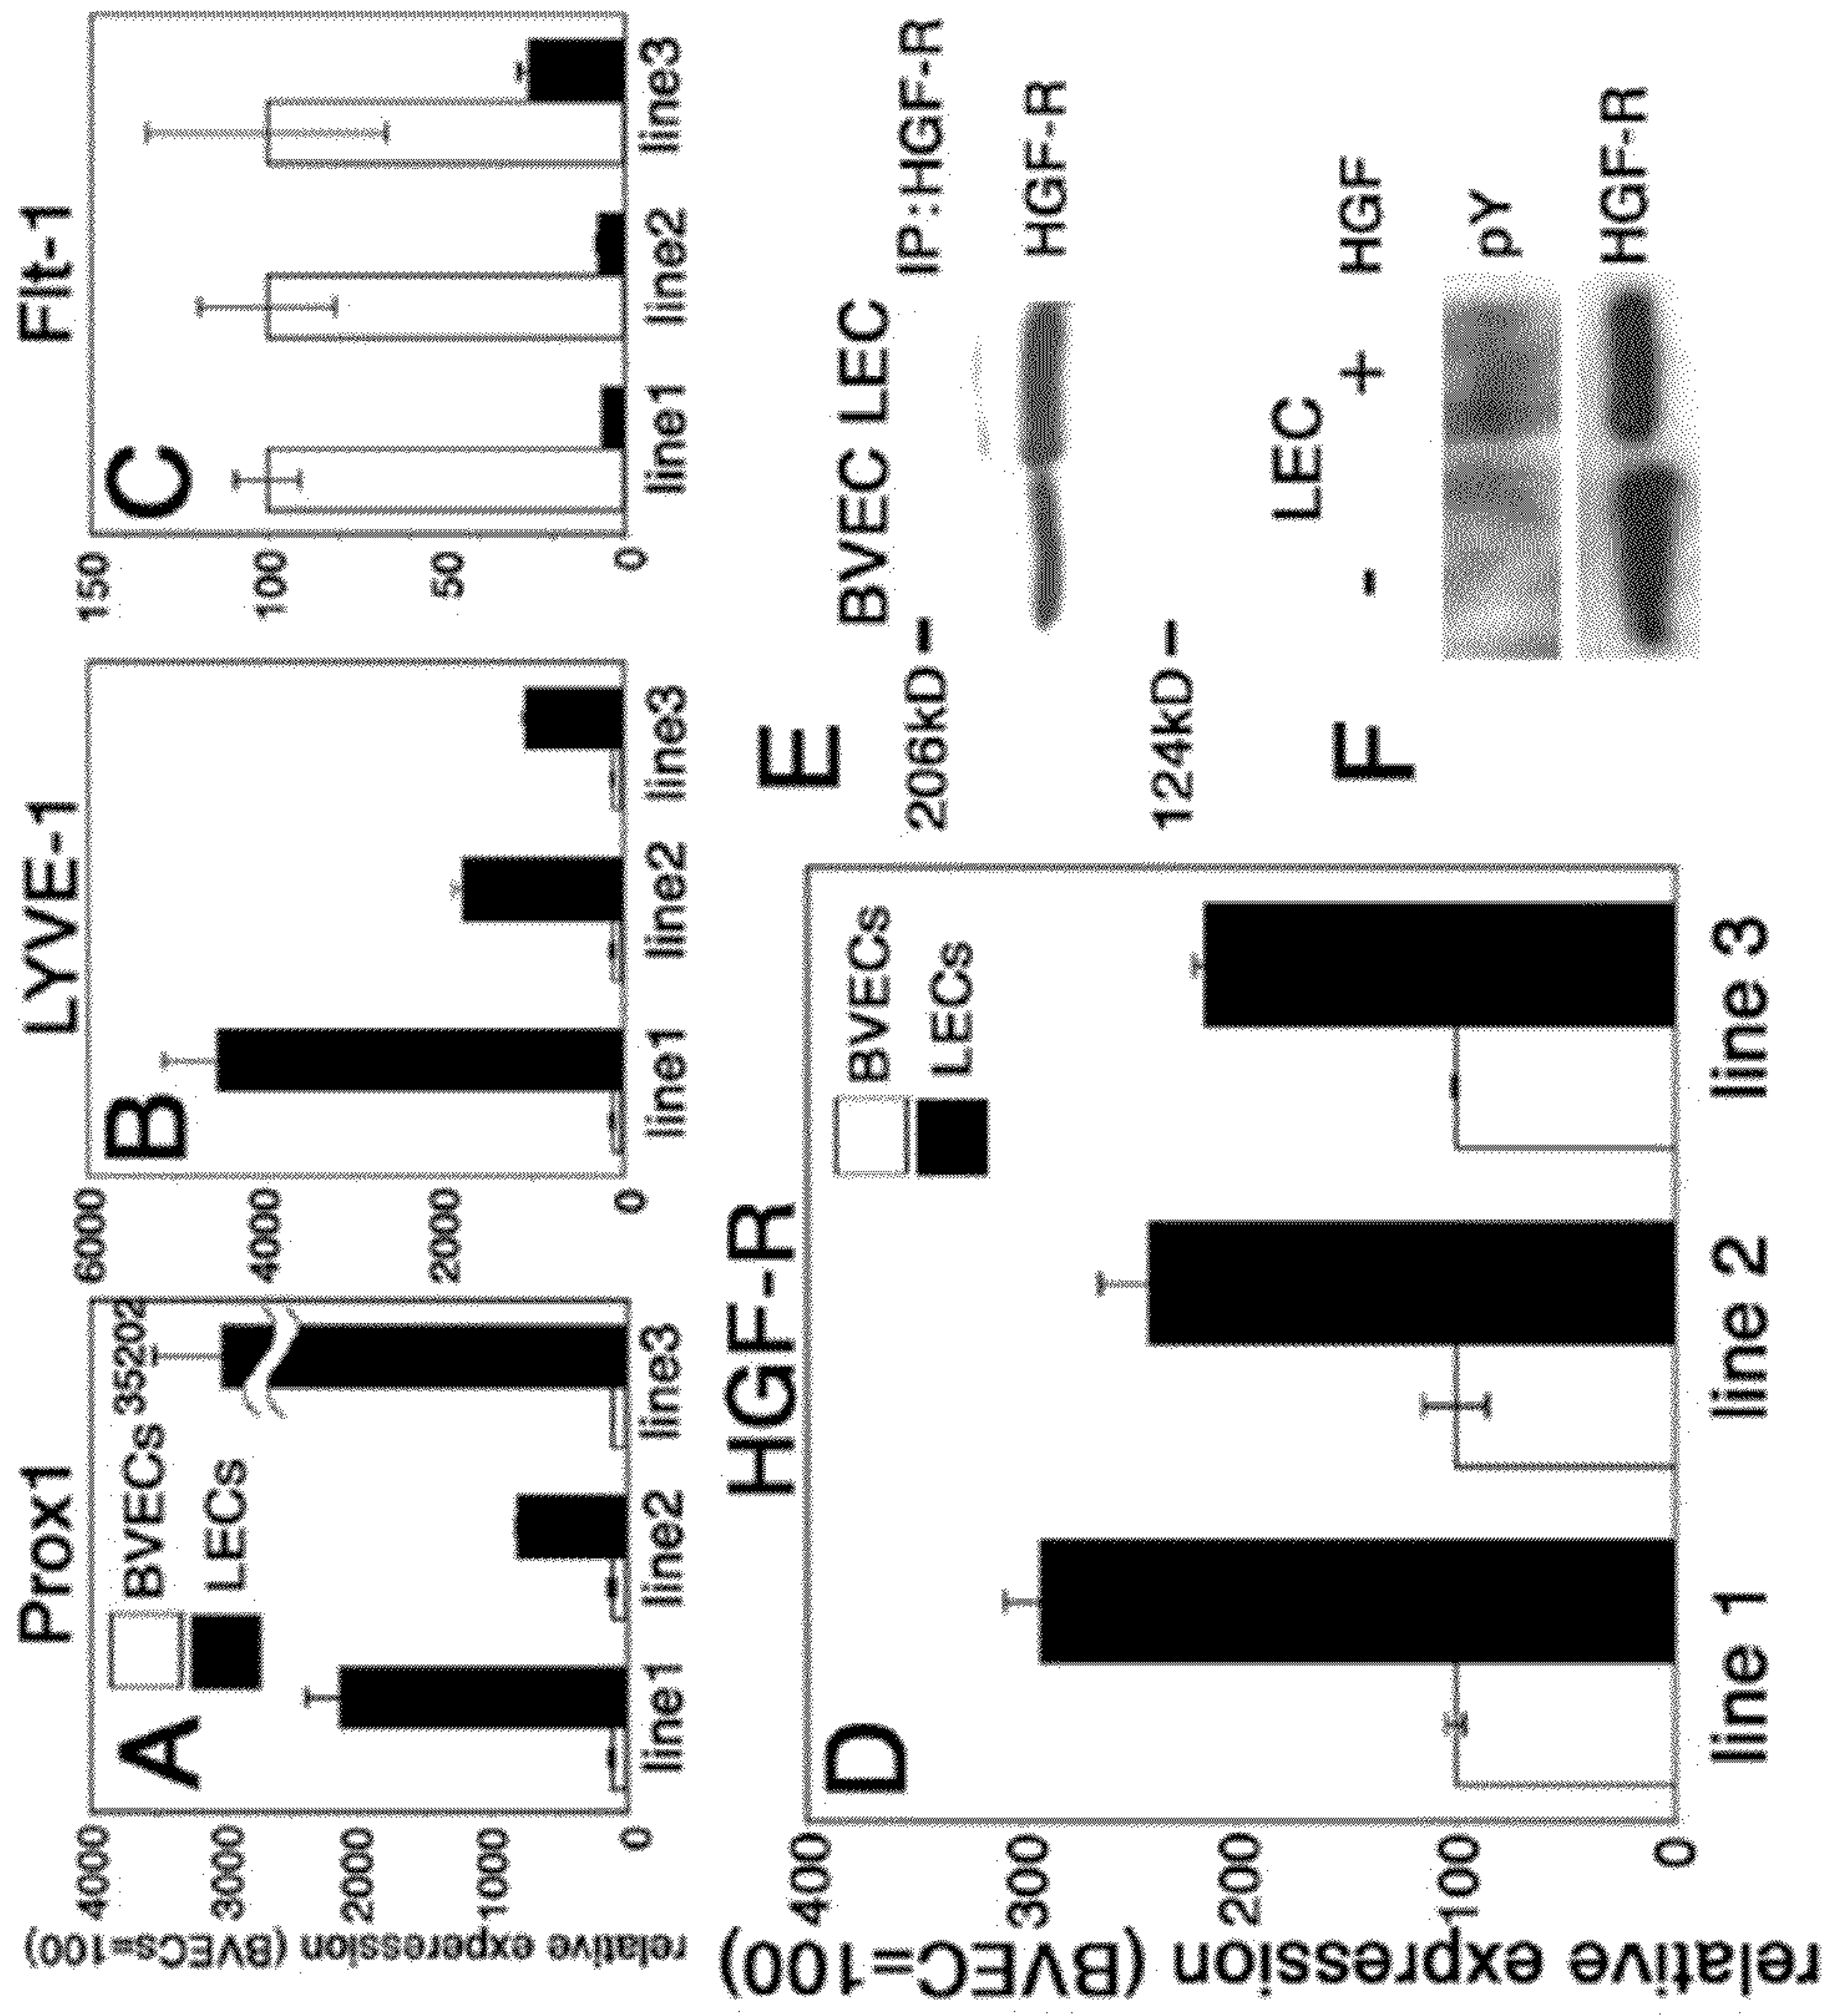 Prox1
A
BVECs
35202
LECs
4000
3000
2000
1000
0
relative experession (BVECs=100)
line1 line2 line3
LYVE-1
B
6000
4000
2000
0
line1 line2 line3
Flt-1
C
150
100
50
0
line1 line2 line3
HGF-R
D
BVECs
LECs
400
300
200
100
0
relative expression (BVEC=100)
line 1 line 2 line 3
E
BVEC LEC
206kD- IP:HGF-R
HGF-R
124kD-
F
LEC
- + HGF
pY
HGF-R